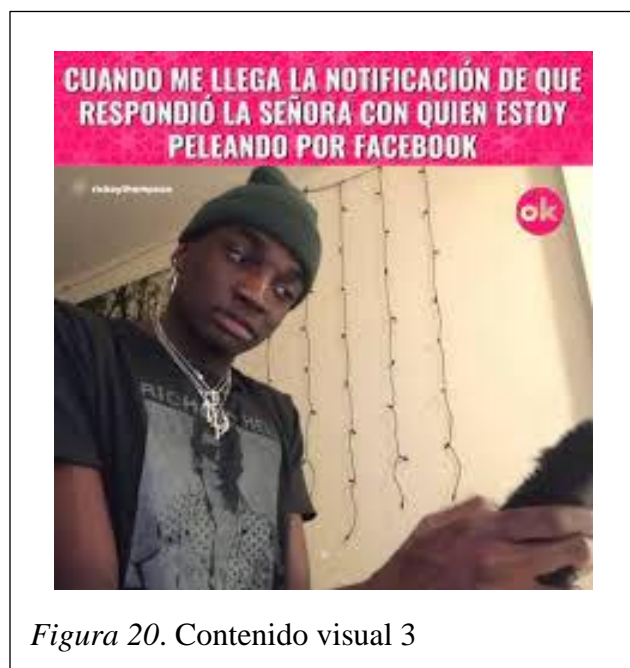 CUANDO ME LLEGA LA NOTIFICACIÓN DE QUE
RESPONDIÓ LA SEÑORA CON QUIEN ESTOY
PELEANDO POR FACEBOOK
ok
Figura 20. Contenido visual 3